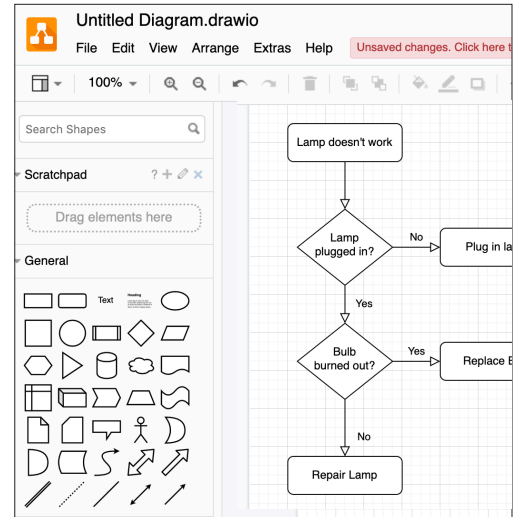 Untitled Diagram.drawio
File Edit View Arrange Extras Help Unsaved changes. Click here t
100%
Search Shapes
Scratchpad ?
Drag elements here
General
Text
Heading
Lamp doesn't work
Lamp
plugged in?
No
Plug in la
Yes
Bulb
burned out?
Yes
Replace B
No
Repair Lamp